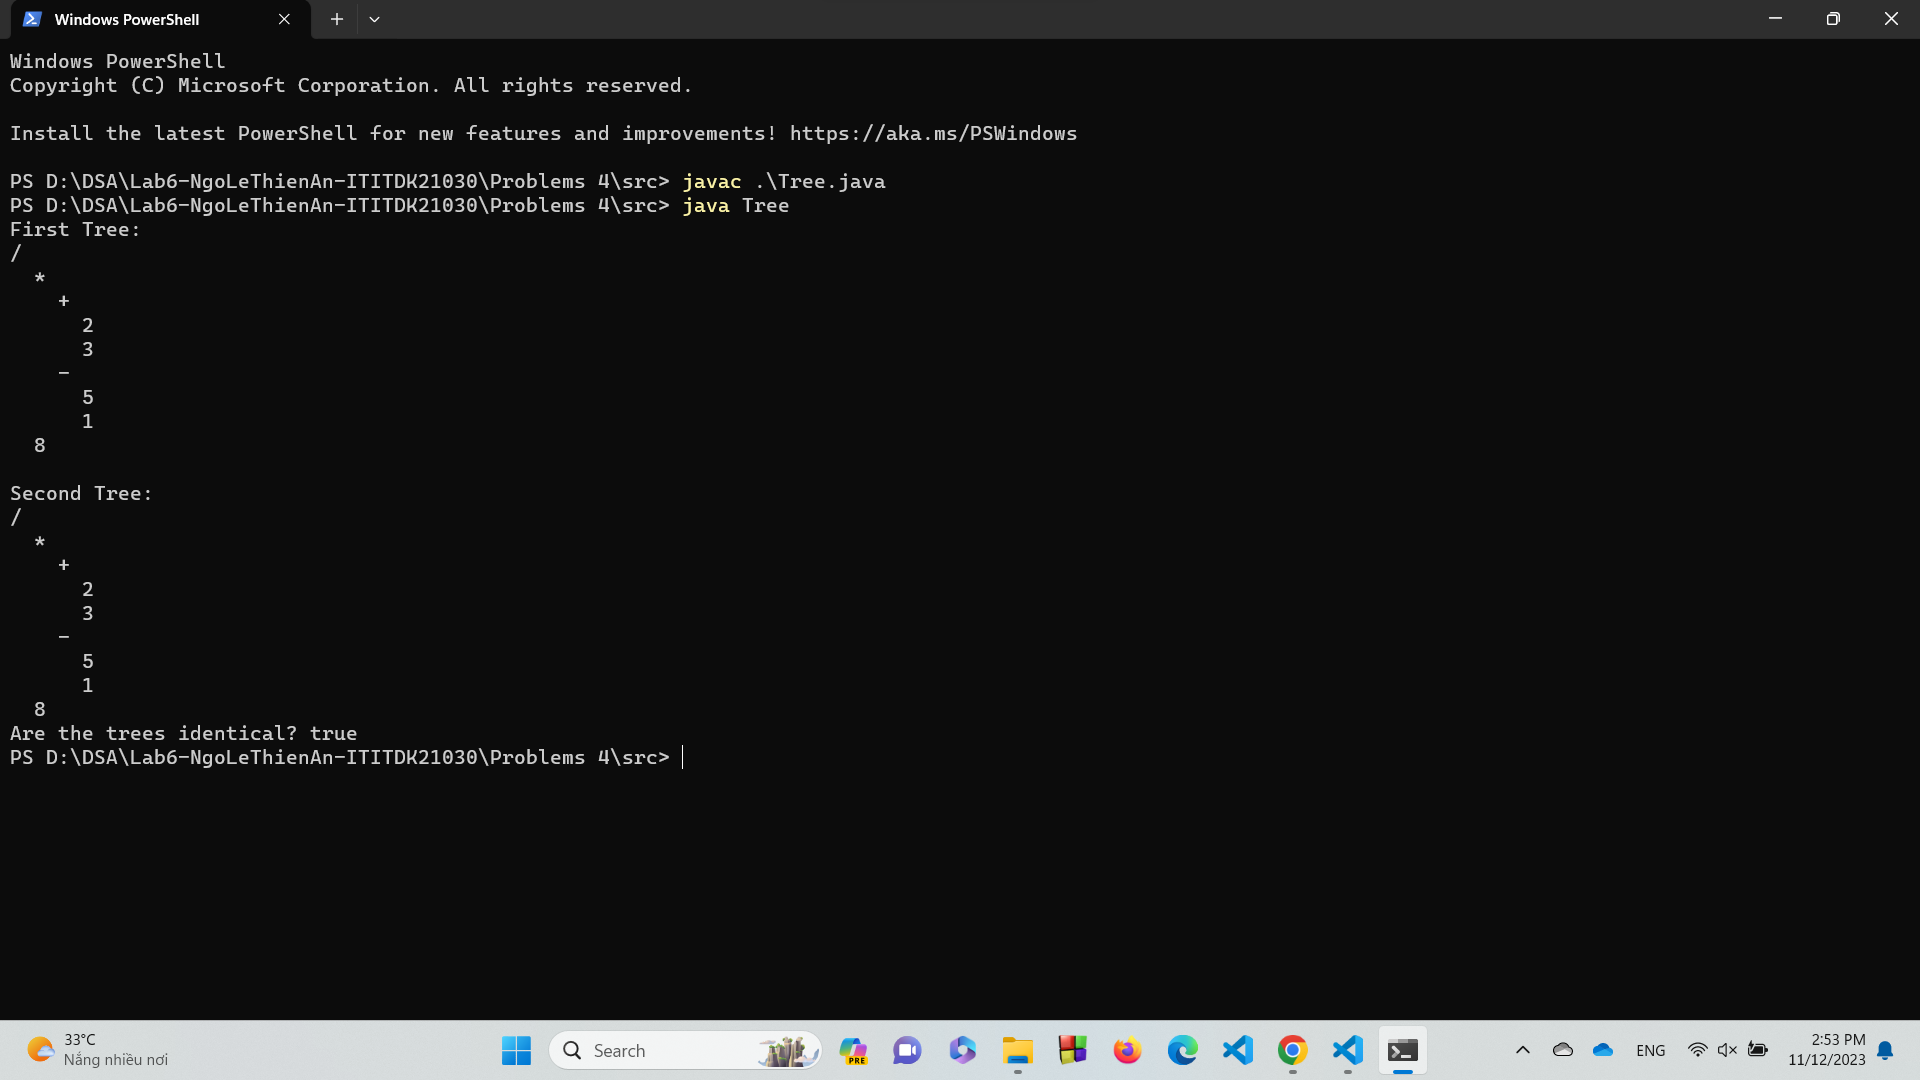 Windows PowerShell
Windows PowerShell
Copyright (C) Microsoft Corporation. All rights reserved.
Install the latest PowerShell for new features and improvements! https://aka.ms/PSWindows
PS D:\DSA\Lab6-NgoLeThienAn-ITITDK21030\Problems 4\src> javac .\Tree.java
PS D:\DSA\Lab6-NgoLeThienAn-ITITDK21030\Problems 4\src> java Tree
First Tree:
/
  *
    +
      2
      3
    -
      5
      1
  8
Second Tree:
/
  *
    +
      2
      3
    -
      5
      1
  8
Are the trees identical? true
PS D:\DSA\Lab6-NgoLeThienAn-ITITDK21030\Problems 4\src>
33°C
Nắng nhiều nơi
Search
PRE
ENG
2:53 PM
11/12/2023